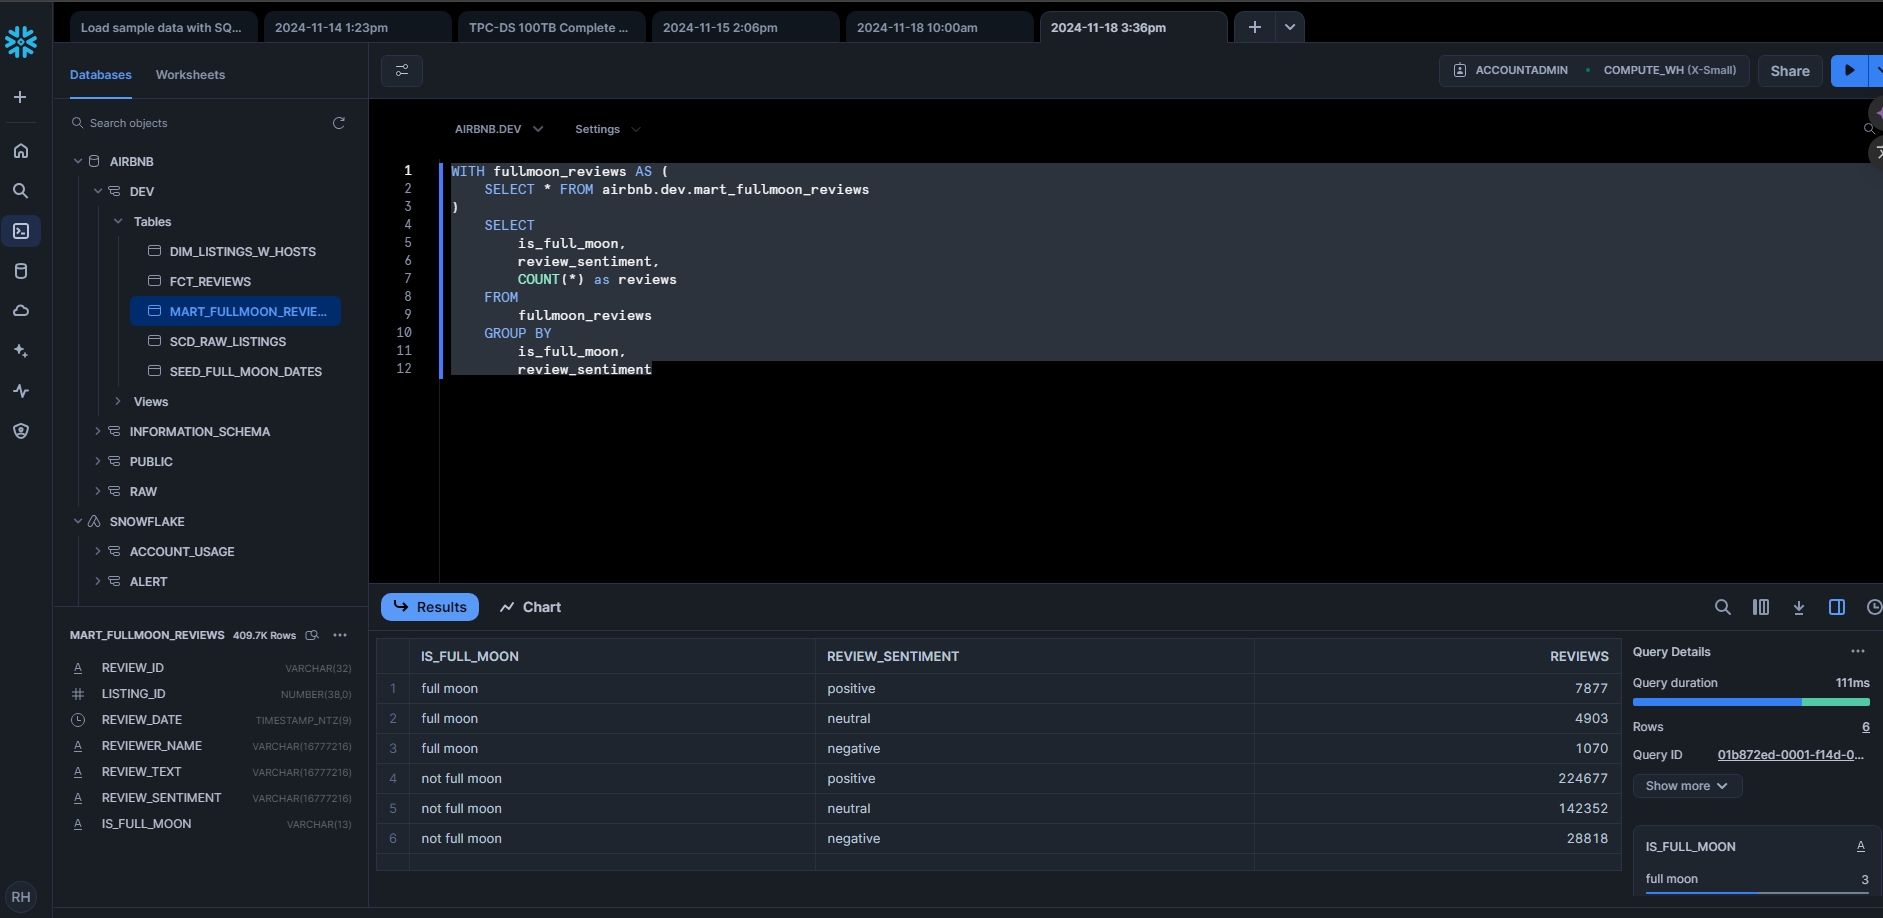 Load sample data with SQ...
2024-11-14 1:23pm
TPC-DS 100TB Complete ...
2024-11-15 2:06pm
2024-11-18 10:00am
2024-11-18 3:36pm
Databases
Worksheets
ACCOUNTADMIN
COMPUTE_WH (X-Small)
Share
Search objects
AIRBNB
DEV
Tables
DIM_LISTINGS_W_HOSTS
FCT_REVIEWS
MART_FULLMOON_REVIE...
SCD_RAW_LISTINGS
SEED_FULL_MOON_DATES
Views
INFORMATION_SCHEMA
PUBLIC
RAW
SNOWFLAKE
ACCOUNT_USAGE
ALERT
MART_FULLMOON_REVIEWS 409.7K Rows
REVIEW_ID VARCHAR(32)
LISTING_ID NUMBER(38,0)
REVIEW_DATE TIMESTAMP_NTZ(9)
REVIEWER_NAME VARCHAR(16777216)
REVIEW_TEXT VARCHAR(16777216)
REVIEW_SENTIMENT VARCHAR(16777216)
IS_FULL_MOON VARCHAR(13)
RH
AIRBNB.DEV
Settings
1 WITH fullmoon_reviews AS (
2 SELECT * FROM airbnb.dev.mart_fullmoon_reviews
3 )
4 SELECT
5 is_full_moon,
6 review_sentiment,
7 COUNT(*) as reviews
8 FROM
9 fullmoon_reviews
10 GROUP BY
11 is_full_moon,
12 review_sentiment
Results
Chart
IS_FULL_MOON REVIEW_SENTIMENT REVIEWS
1 full moon positive 7877
2 full moon neutral 4903
3 full moon negative 1070
4 not full moon positive 224677
5 not full moon neutral 142352
6 not full moon negative 28818
Query Details
Query duration 111ms
Rows 6
Query ID 01b872ed-0001-f14d-0...
Show more
IS_FULL_MOON A
full moon 3